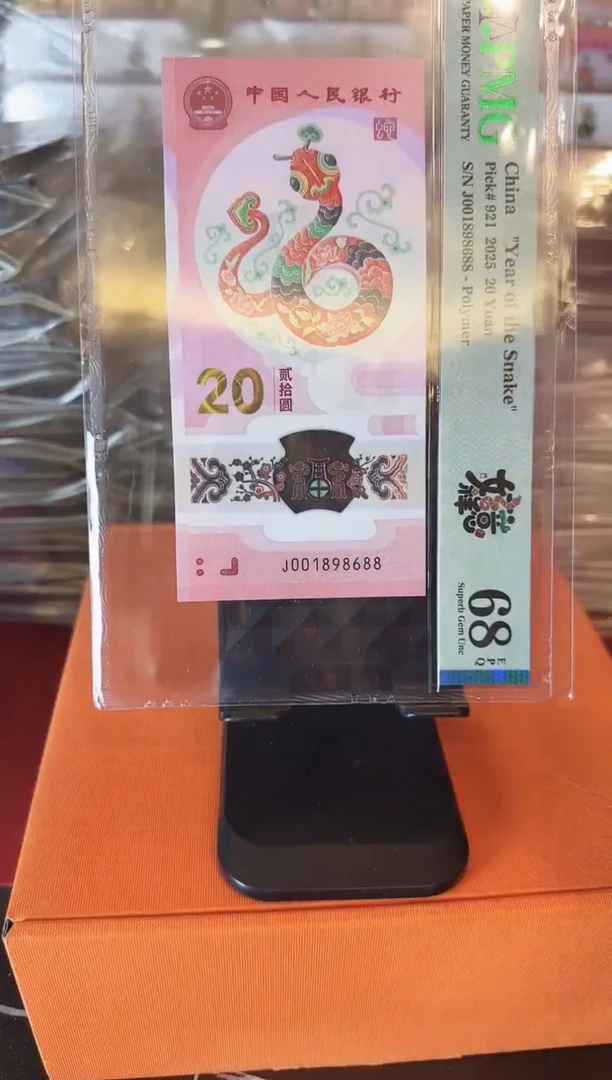 中国人民银行
20
贰拾圆
J001898688
PMG
PAPER MONEY GUARANTY
China "Year of the Snake"
Pick# 921 2025 20 Yuan
S/N J001898688 - Polymer
68
EPQ
Superb Gem Unc